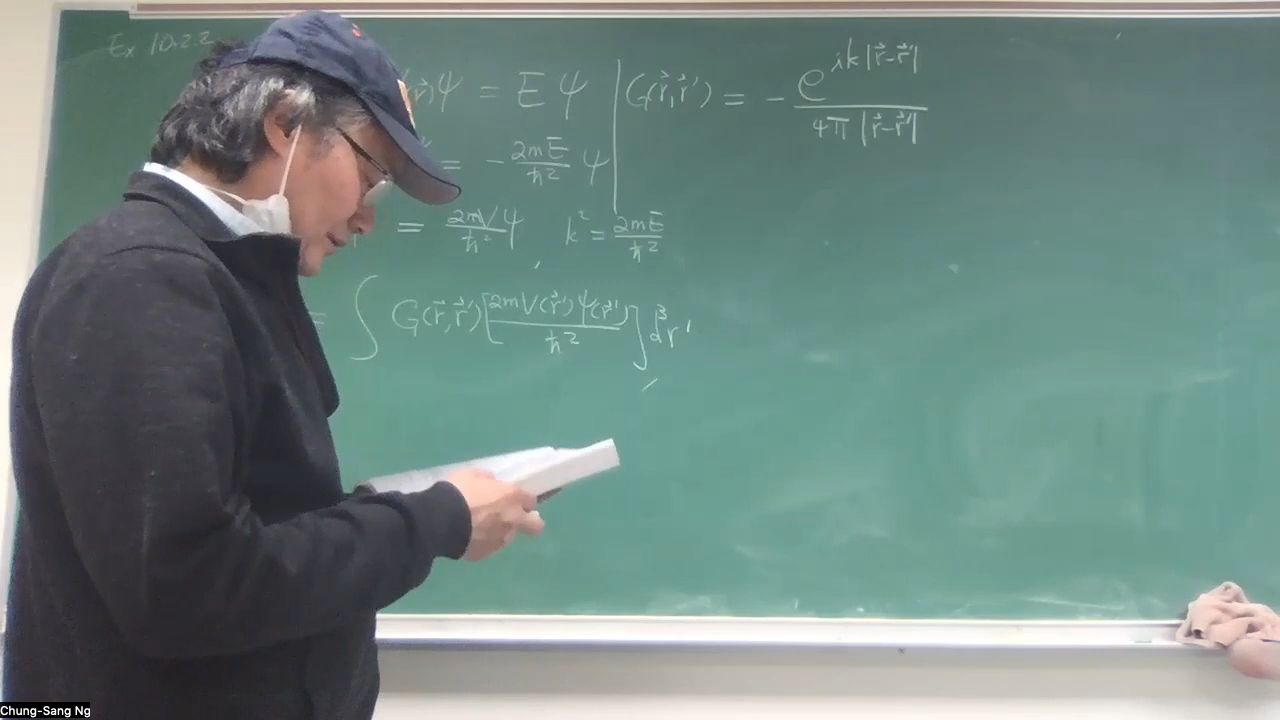 Ex 10.2.2
(r⃗)ψ = Eψ
G(r⃗,r⃗') = - e^{ik|r⃗-r⃗'|} / 4π|r⃗-r⃗'|
² = - 2mE/ħ² ψ
= 2mV/ħ² ψ k² = 2mE/ħ²
= ∫ G(r⃗,r⃗') [2mV(r⃗')ψ(r⃗')/ħ²] d³r'
Chung-Sang Ng